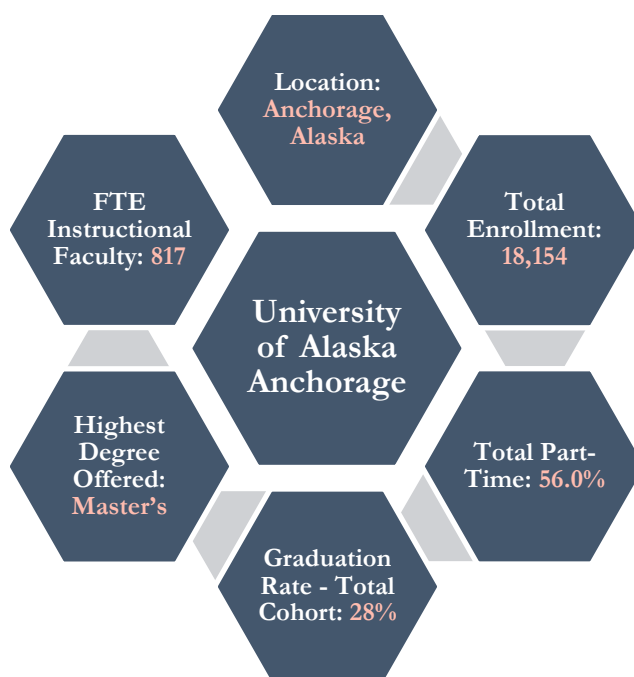 Location:
Anchorage,
Alaska
Total
Enrollment:
18,154
Total Part-
Time: 56.0%
Graduation
Rate - Total
Cohort: 28%
Highest
Degree
Offered:
Master's
FTE
Instructional
Faculty: 817
University
of Alaska
Anchorage